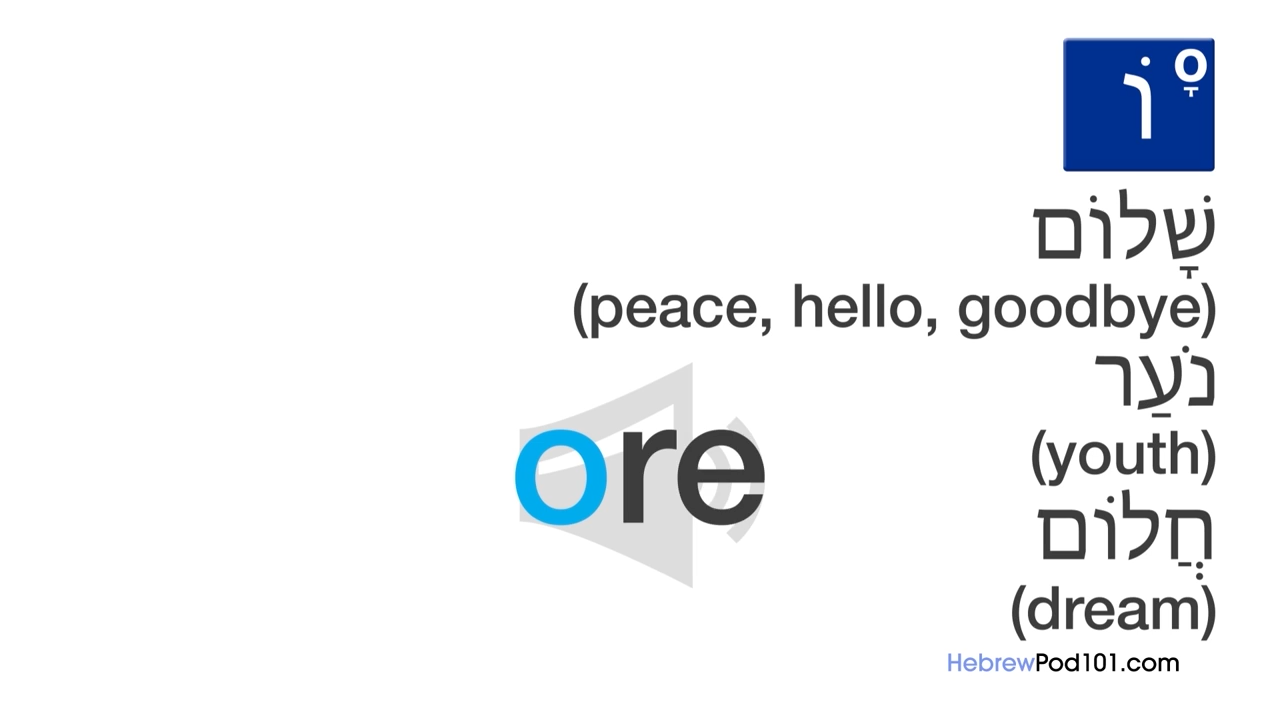 וֹ ָo
שָׁלוֹם
(peace, hello, goodbye)
נֹעַר
(youth)
ore
חֲלוֹם
(dream)
HebrewPod101.com